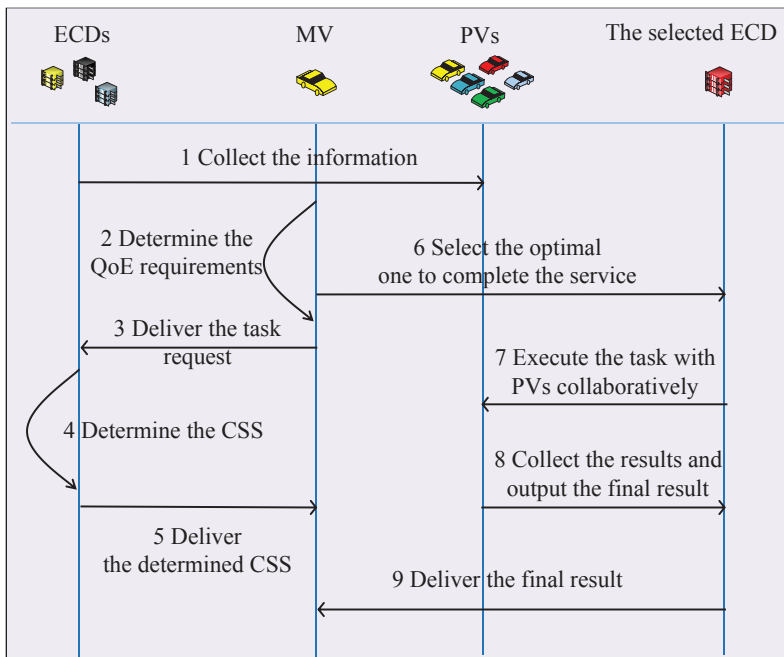 ECDs
MV
PVs
The selected ECD
1 Collect the information
2 Determine the
QoE requirements
6 Select the optimal
one to complete the service
3 Deliver the task
request
7 Execute the task with
PVs collaboratively
4 Determine the CSS
8 Collect the results and
output the final result
5 Deliver
the determined CSS
9 Deliver the final result